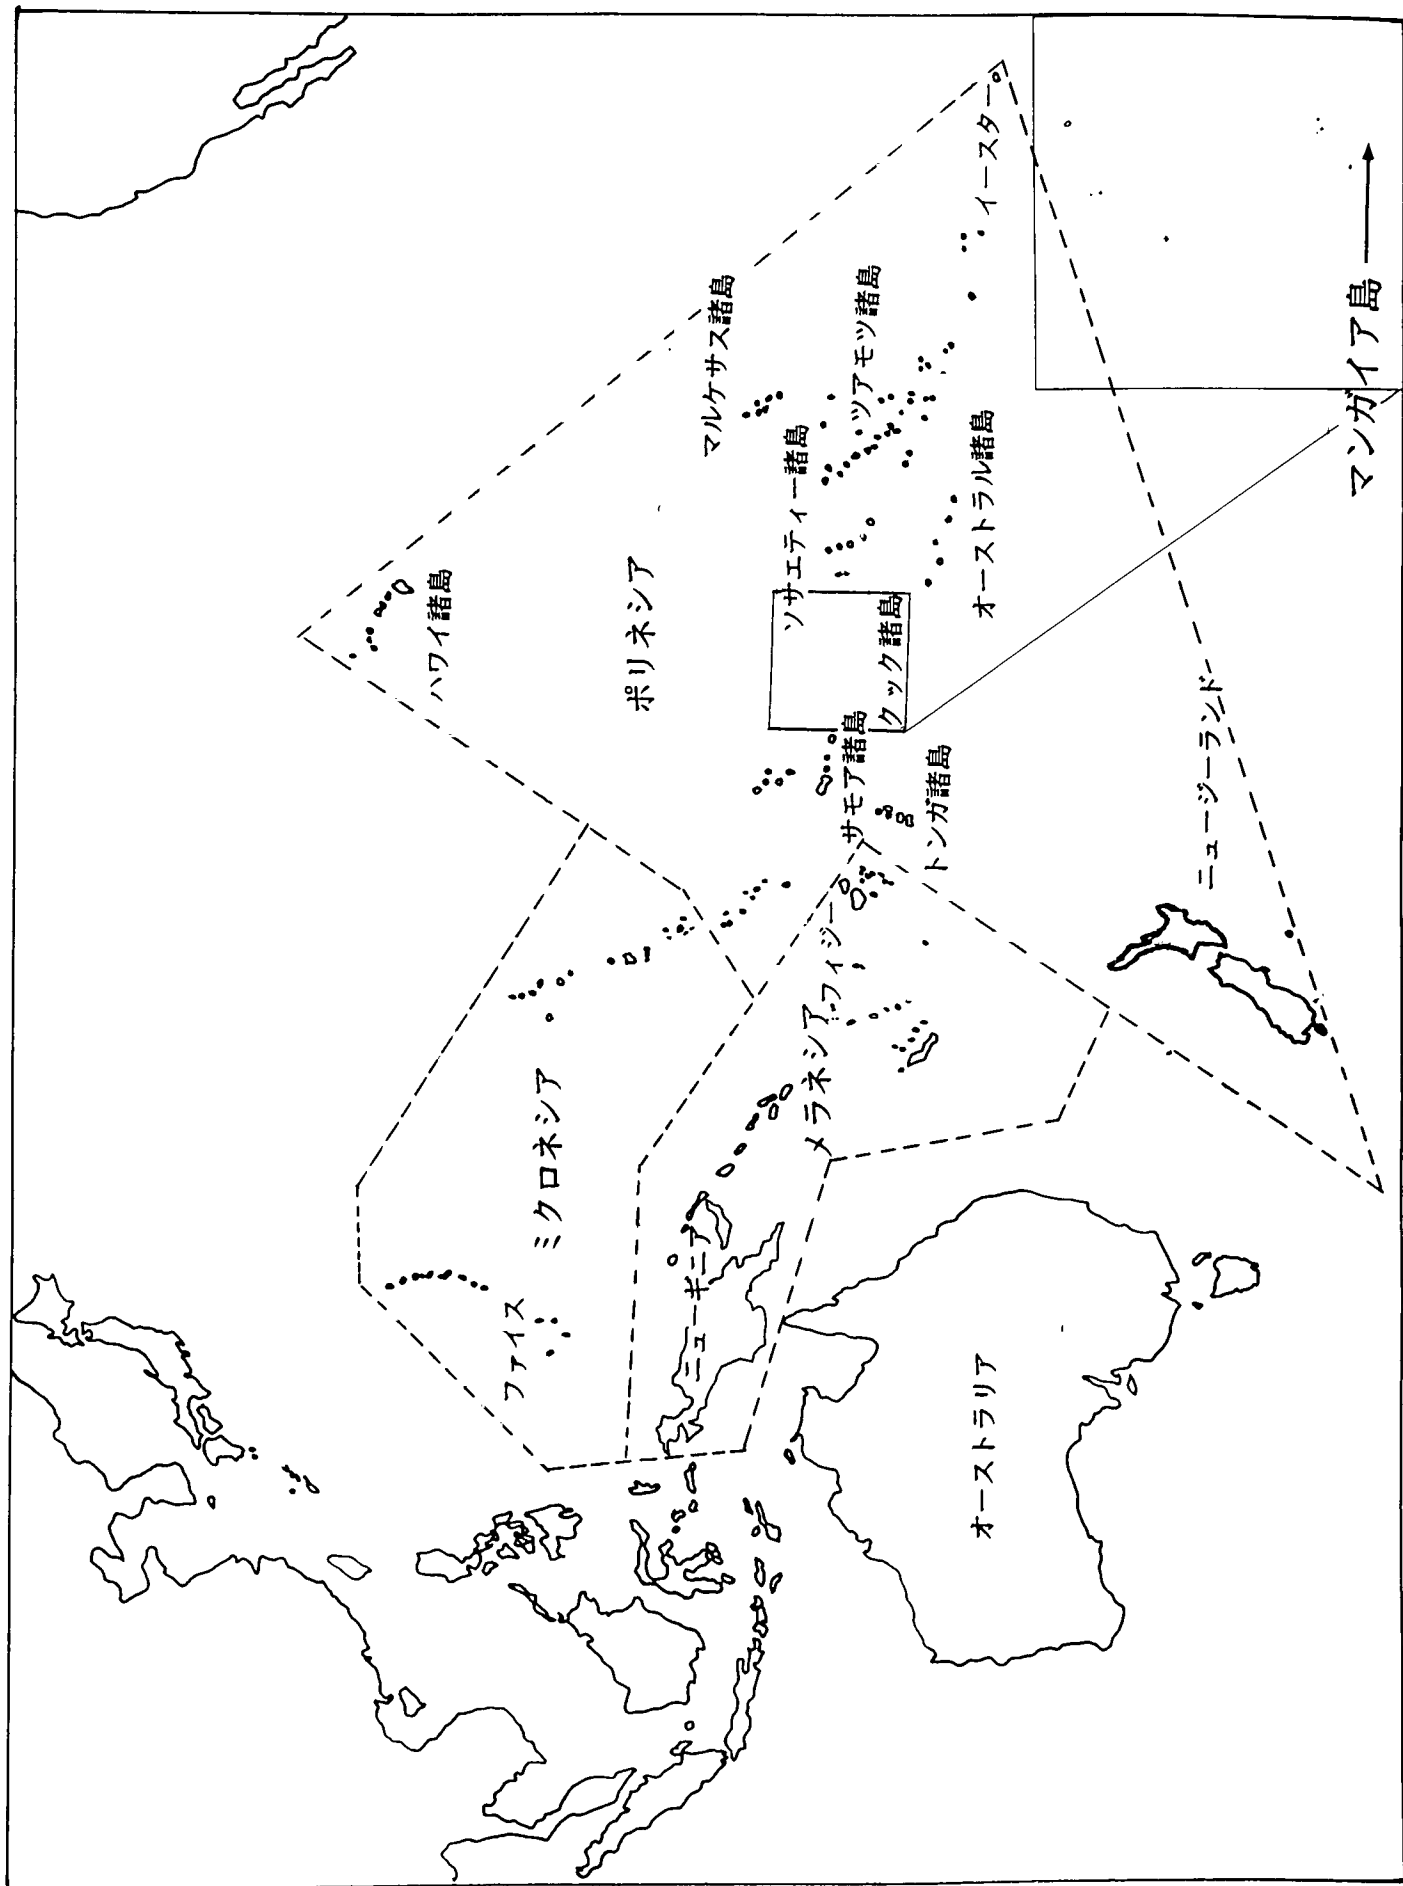 ハワイ諸島
ポリネシア
マルケサス諸島
ソサエティー諸島
ツアモツ諸島
イースター
オーストラル諸島
クック諸島
サモア諸島
トンガ諸島
ミクロネシア
ファイス
メラネシア
フィジー
ニューギニア
オーストラリア
ニュージーランド
マンガイア島